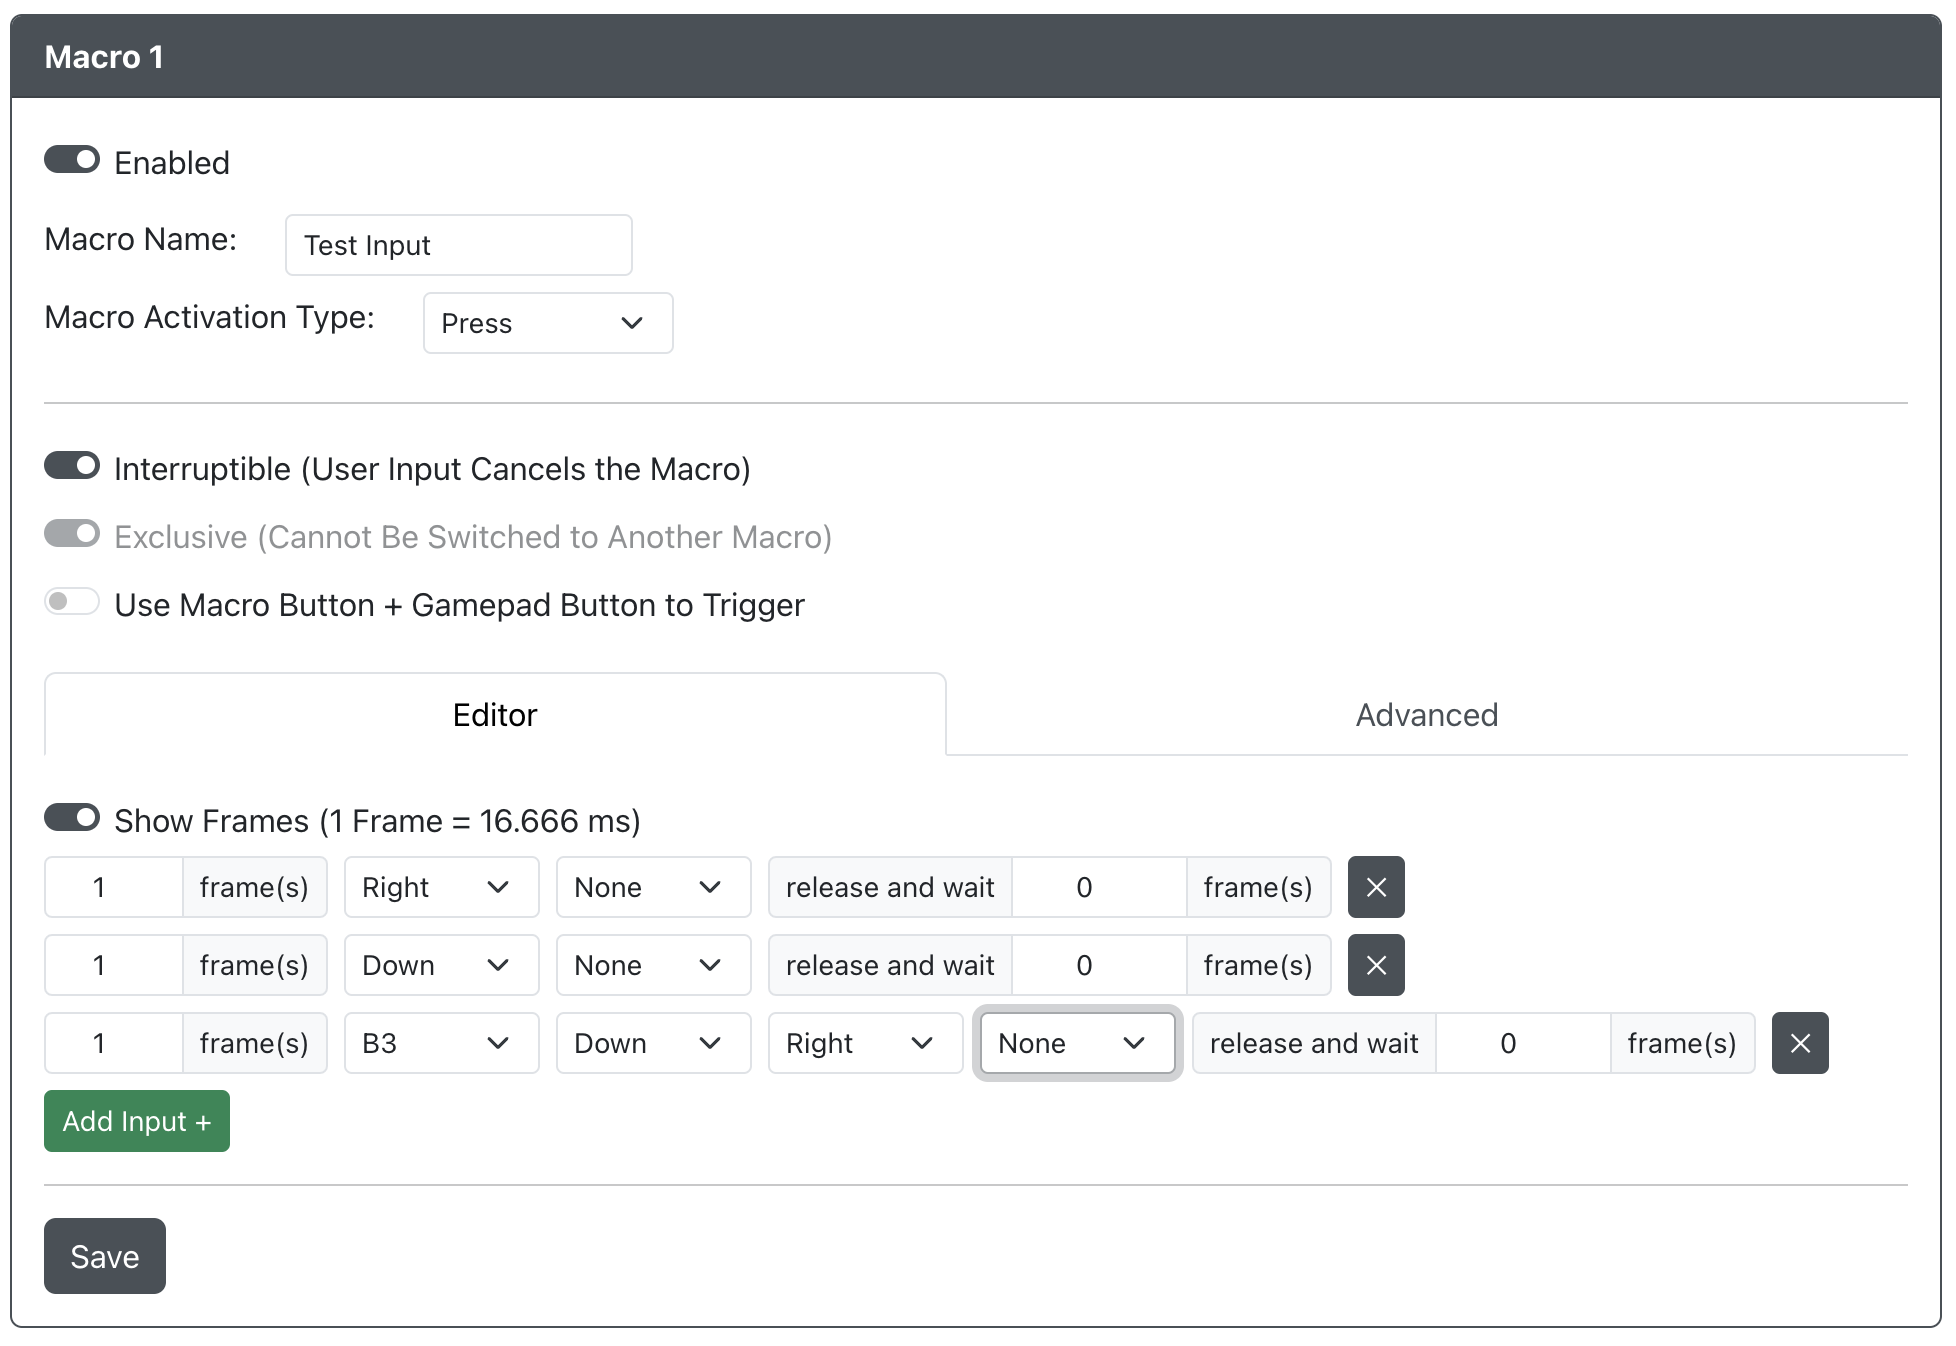 Macro 1
Enabled
Macro Name: Test Input
Macro Activation Type: Press
Interruptible (User Input Cancels the Macro)
Exclusive (Cannot Be Switched to Another Macro)
Use Macro Button + Gamepad Button to Trigger
Editor Advanced
Show Frames (1 Frame = 16.666 ms)
1 frame(s) Right None release and wait 0 frame(s)
1 frame(s) Down None release and wait 0 frame(s)
1 frame(s) B3 Down Right None release and wait 0 frame(s)
Add Input +
Save